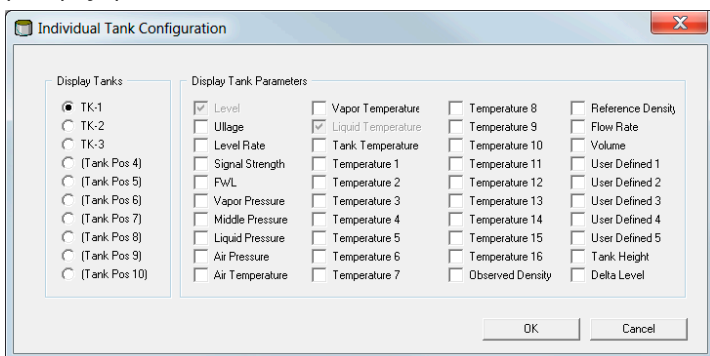 Individual Tank Configuration
Display Tanks
TK-1
TK-2
TK-3
(Tank Pos 4)
(Tank Pos 5)
(Tank Pos 6)
(Tank Pos 7)
(Tank Pos 8)
(Tank Pos 9)
(Tank Pos 10)
Display Tank Parameters
Level
Ullage
Level Rate
Signal Strength
FWL
Vapor Pressure
Middle Pressure
Liquid Pressure
Air Pressure
Air Temperature
Vapor Temperature
Liquid Temperature
Tank Temperature
Temperature 1
Temperature 2
Temperature 3
Temperature 4
Temperature 5
Temperature 6
Temperature 7
Temperature 8
Temperature 9
Temperature 10
Temperature 11
Temperature 12
Temperature 13
Temperature 14
Temperature 15
Temperature 16
Observed Density
Reference Density
Flow Rate
Volume
User Defined 1
User Defined 2
User Defined 3
User Defined 4
User Defined 5
Tank Height
Delta Level
OK
Cancel